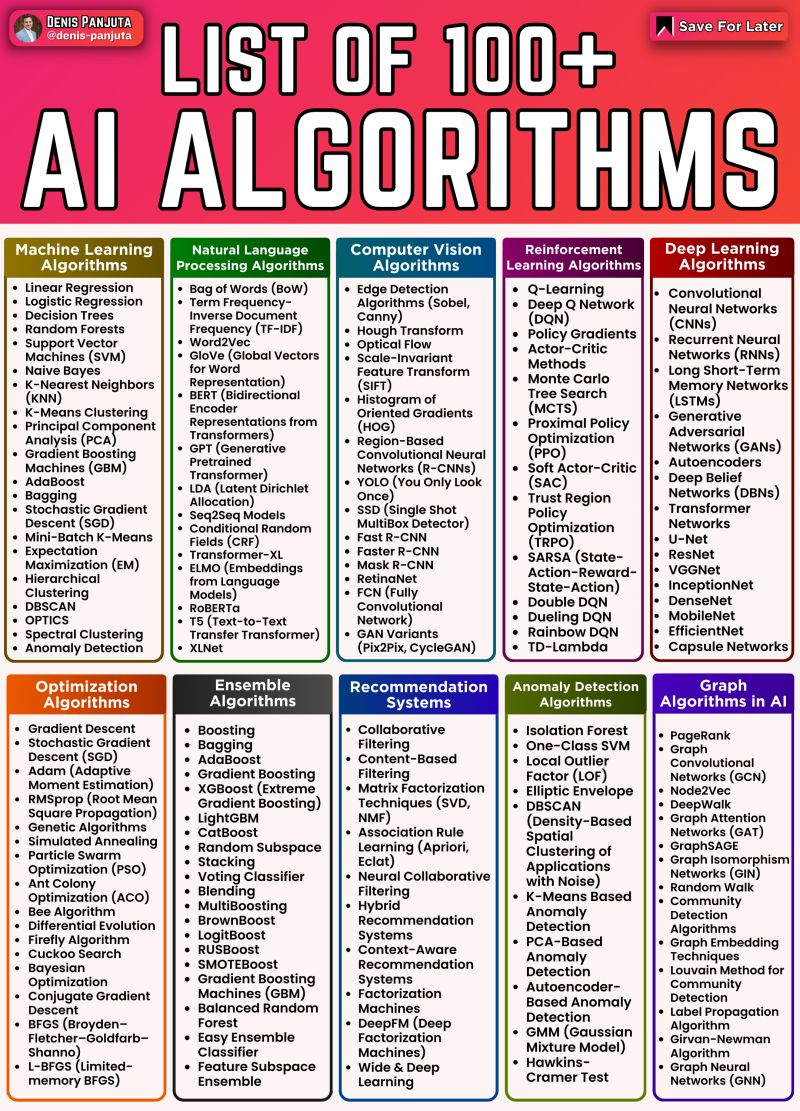 DENIS PANJUTA
@denis-panjuta
Save For Later
LIST OF 100+
AI ALGORITHMS
Machine Learning
Algorithms
• Linear Regression
• Logistic Regression
• Decision Trees
• Random Forests
• Support Vector
Machines (SVM)
• Naive Bayes
• K-Nearest Neighbors
(KNN)
• K-Means Clustering
• Principal Component
Analysis (PCA)
• Gradient Boosting
Machines (GBM)
• AdaBoost
• Bagging
• Stochastic Gradient
Descent (SGD)
• Mini-Batch K-Means
• Expectation
Maximization (EM)
• Hierarchical
Clustering
• DBSCAN
• OPTICS
• Spectral Clustering
• Anomaly Detection
Natural Language
Processing Algorithms
• Bag of Words (BoW)
• Term Frequency-
Inverse Document
Frequency (TF-IDF)
• Word2Vec
• GloVe (Global Vectors
for Word
Representation)
• BERT (Bidirectional
Encoder
Representations from
Transformers)
• GPT (Generative
Pretrained
Transformer)
• LDA (Latent Dirichlet
Allocation)
• Seq2Seq Models
• Conditional Random
Fields (CRF)
• Transformer-XL
• ELMO (Embeddings
from Language
Models)
• RoBERTa
• T5 (Text-to-Text
Transfer Transformer)
• XLNet
Computer Vision
Algorithms
• Edge Detection
Algorithms (Sobel,
Canny)
• Hough Transform
• Optical Flow
• Scale-Invariant
Feature Transform
(SIFT)
• Histogram of
Oriented Gradients
(HOG)
• Region-Based
Convolutional Neural
Networks (R-CNNs)
• YOLO (You Only Look
Once)
• SSD (Single Shot
MultiBox Detector)
• Fast R-CNN
• Faster R-CNN
• Mask R-CNN
• RetinaNet
• FCN (Fully
Convolutional
Network)
• GAN Variants
(Pix2Pix, CycleGAN)
Reinforcement
Learning Algorithms
• Q-Learning
• Deep Q Network
(DQN)
• Policy Gradients
• Actor-Critic
Methods
• Monte Carlo
Tree Search
(MCTS)
• Proximal Policy
Optimization
(PPO)
• Soft Actor-Critic
(SAC)
• Trust Region
Policy
Optimization
(TRPO)
• SARSA (State-
Action-Reward-
State-Action)
• Double DQN
• Dueling DQN
• Rainbow DQN
• TD-Lambda
Deep Learning
Algorithms
• Convolutional
Neural Networks
(CNNs)
• Recurrent Neural
Networks (RNNs)
• Long Short-Term
Memory Networks
(LSTMs)
• Generative
Adversarial
Networks (GANs)
• Autoencoders
• Deep Belief
Networks (DBNs)
• Transformer
Networks
• U-Net
• ResNet
• VGGNet
• InceptionNet
• DenseNet
• MobileNet
• EfficientNet
• Capsule Networks
Optimization
Algorithms
• Gradient Descent
• Stochastic Gradient
Descent (SGD)
• Adam (Adaptive
Moment Estimation)
• RMSprop (Root Mean
Square Propagation)
• Genetic Algorithms
• Simulated Annealing
• Particle Swarm
Optimization (PSO)
• Ant Colony
Optimization (ACO)
• Bee Algorithm
• Differential Evolution
• Firefly Algorithm
• Cuckoo Search
• Bayesian
Optimization
• Conjugate Gradient
Descent
• BFGS (Broyden–
Fletcher–Goldfarb–
Shanno)
• L-BFGS (Limited-
memory BFGS)
Ensemble
Algorithms
• Boosting
• Bagging
• AdaBoost
• Gradient Boosting
• XGBoost (Extreme
Gradient Boosting)
• LightGBM
• CatBoost
• Random Subspace
• Stacking
• Voting Classifier
• Blending
• MultiBoosting
• BrownBoost
• LogitBoost
• RUSBoost
• SMOTEBoost
• Gradient Boosting
Machines (GBM)
• Balanced Random
Forest
• Easy Ensemble
Classifier
• Feature Subspace
Ensemble
Recommendation
Systems
• Collaborative
Filtering
• Content-Based
Filtering
• Matrix Factorization
Techniques (SVD,
NMF)
• Association Rule
Learning (Apriori,
Eclat)
• Neural Collaborative
Filtering
• Hybrid
Recommendation
Systems
• Context-Aware
Recommendation
Systems
• Factorization
Machines
• DeepFM (Deep
Factorization
Machines)
• Wide & Deep
Learning
Anomaly Detection
Algorithms
• Isolation Forest
• One-Class SVM
• Local Outlier
Factor (LOF)
• Elliptic Envelope
• DBSCAN
(Density-Based
Spatial
Clustering of
Applications
with Noise)
• K-Means Based
Anomaly
Detection
• PCA-Based
Anomaly
Detection
• Autoencoder-
Based Anomaly
Detection
• GMM (Gaussian
Mixture Model)
• Hawkins-
Cramer Test
Graph
Algorithms in AI
• PageRank
• Graph
Convolutional
Networks (GCN)
• Node2Vec
• DeepWalk
• Graph Attention
Networks (GAT)
• GraphSAGE
• Graph Isomorphism
Networks (GIN)
• Random Walk
• Community
Detection
Algorithms
• Graph Embedding
Techniques
• Louvain Method for
Community
Detection
• Label Propagation
Algorithm
• Girvan-Newman
Algorithm
• Graph Neural
Networks (GNN)